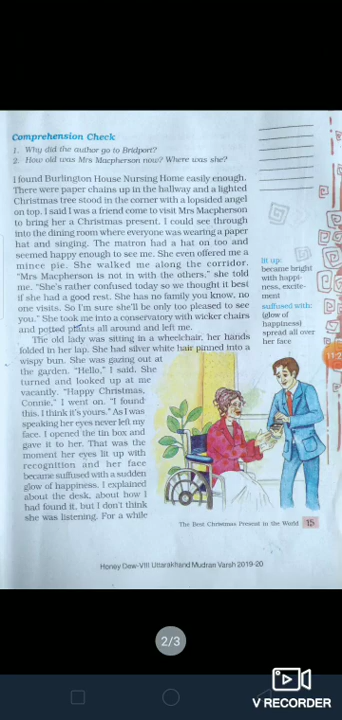 Comprehension Check
1. Why did the author go to Bridport?
2. How old was Mrs Macpherson now? Where was she?
I found Burlington House Nursing Home easily enough.
There were paper chains up in the hallway and a lighted
Christmas tree stood in the corner with a lopsided angel
on top. I said I was a friend come to visit Mrs Macpherson
to bring her a Christmas present. I could see through
into the dining room where everyone was wearing a paper
hat and singing. The matron had a hat on too and
seemed happy enough to see me. She even offered me a
mince pie. She walked me along the corridor.
"Mrs Macpherson is not in with the others," she told
me. "She's rather confused today so we thought it best
if she had a good rest. She has no family you know, no
one visits. So I'm sure she'll be only too pleased to see
you." She took me into a conservatory with wicker chairs
and potted plants all around and left me.
The old lady was sitting in a wheelchair, her hands
folded in her lap. She had silver white hair pinned into a
wispy bun. She was gazing out at
the garden. "Hello," I said. She
turned and looked up at me
vacantly. "Happy Christmas,
Connie," I went on. "I found
this. I think it's yours." As I was
speaking her eyes never left my
face. I opened the tin box and
gave it to her. That was the
moment her eyes lit up with
recognition and her face
became suffused with a sudden
glow of happiness. I explained
about the desk, about how I
had found it, but I don't think
she was listening. For a while
lit up:
became bright
with happi-
ness, excite-
ment
suffused with:
(glow of
happiness)
spread all over
her face
The Best Christmas Present in the World 15
Honey Dew-VIII Uttarakhand Mudran Varsh 2019-20
2/3
V RECORDER